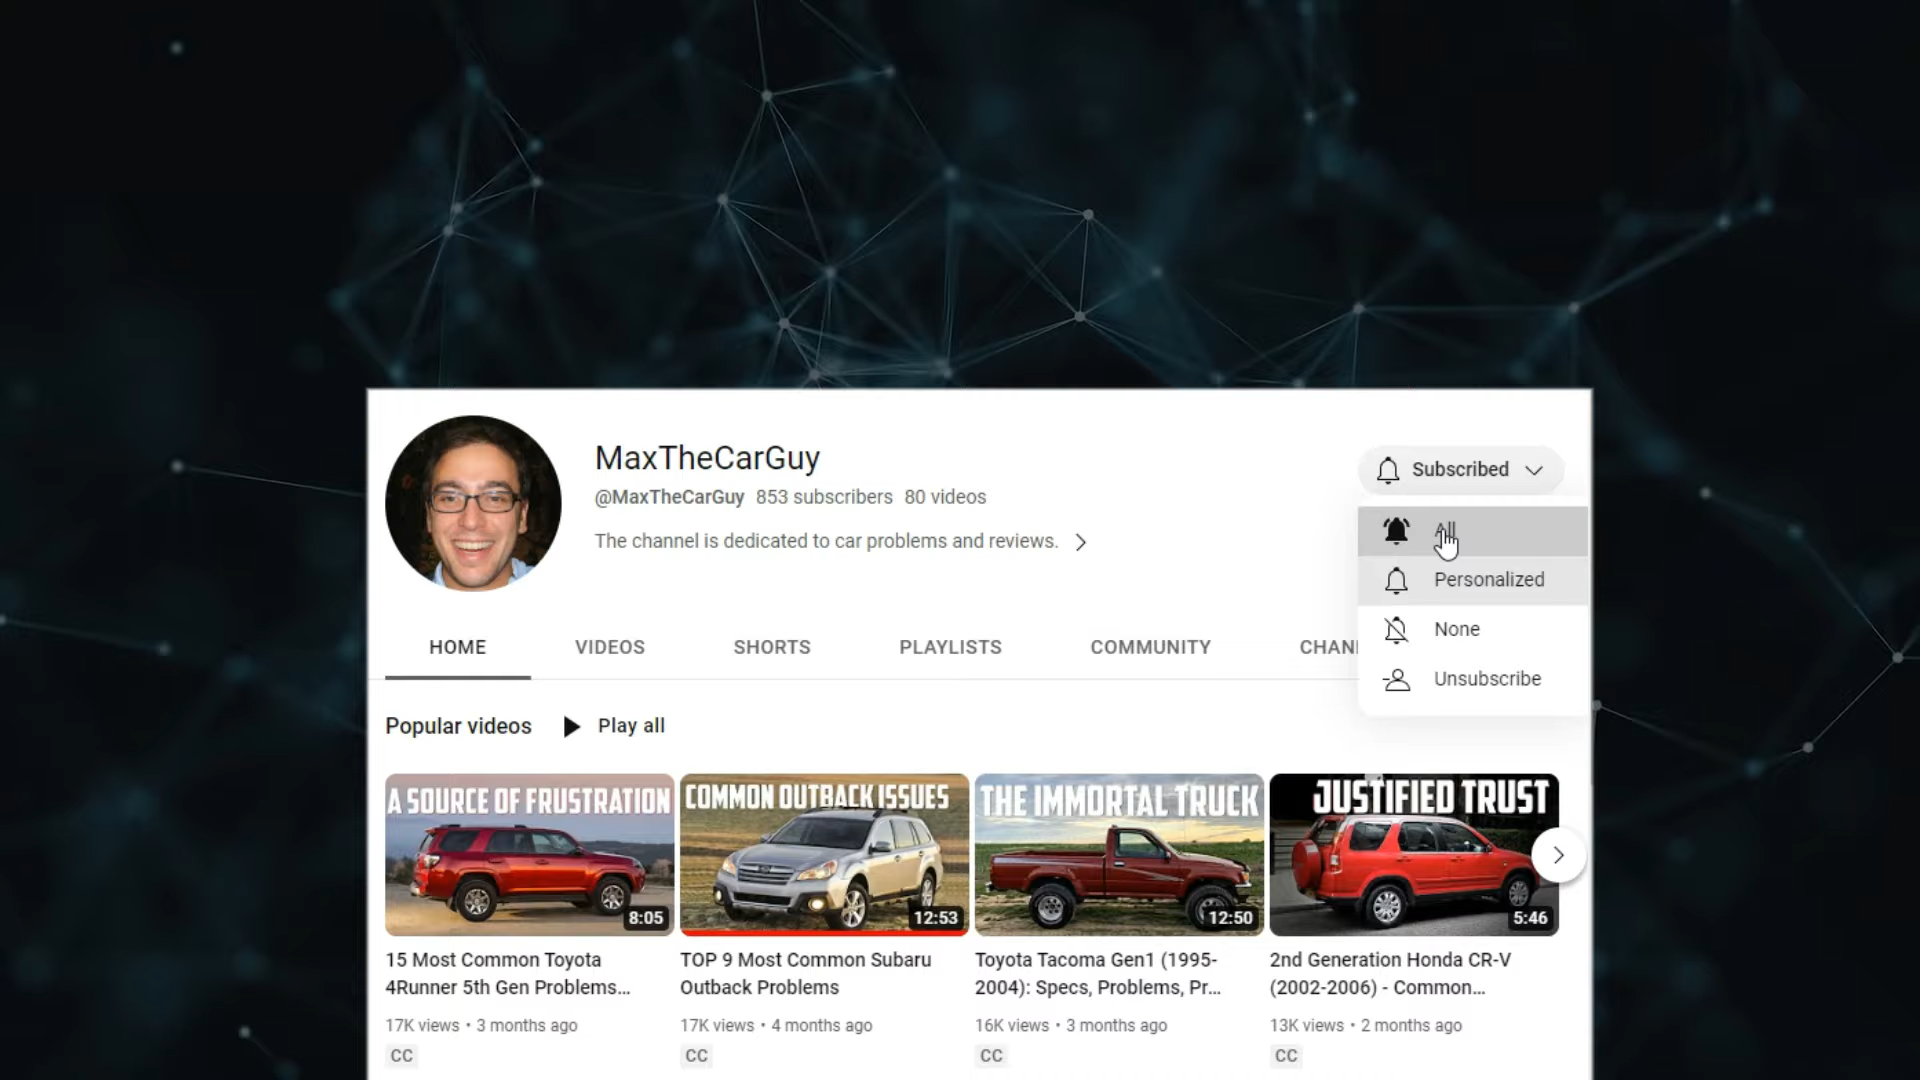 MaxTheCarGuy
@MaxTheCarGuy 853 subscribers 80 videos
The channel is dedicated to car problems and reviews.
Subscribed
All
Personalized
None
Unsubscribe
HOME VIDEOS SHORTS PLAYLISTS COMMUNITY
Popular videos Play all
A SOURCE OF FRUSTRATION
8:05
15 Most Common Toyota
4Runner 5th Gen Problems...
17K views • 3 months ago
CC
COMMON OUTBACK ISSUES
12:53
TOP 9 Most Common Subaru
Outback Problems
17K views • 4 months ago
CC
THE IMMORTAL TRUCK
12:50
Toyota Tacoma Gen1 (1995-
2004): Specs, Problems, Pr...
16K views • 3 months ago
CC
JUSTIFIED TRUST
5:46
2nd Generation Honda CR-V
(2002-2006) - Common...
13K views • 2 months ago
CC